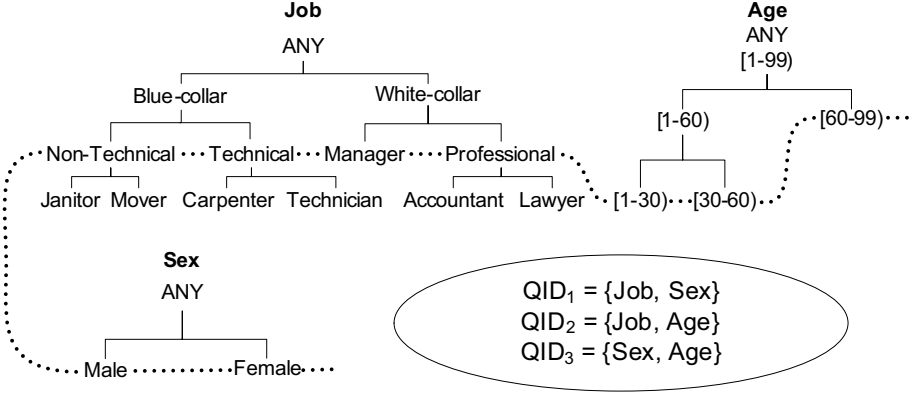 Job
ANY
Blue-collar White-collar
Non-Technical Technical Manager Professional
Janitor Mover Carpenter Technician Accountant Lawyer
Age
ANY
[1-99)
[1-60) [60-99)
[1-30) [30-60)
Sex
ANY
Male Female
QID1 = {Job, Sex}
QID2 = {Job, Age}
QID3 = {Sex, Age}